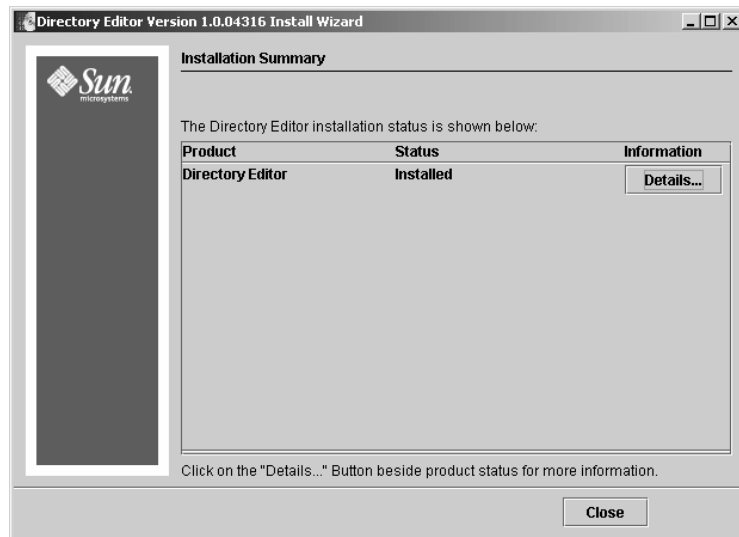 Directory Editor Version 1.0.04316 Install Wizard
Sun
microsystems
Installation Summary
The Directory Editor installation status is shown below:
Product Status Information
Directory Editor Installed Details...
Click on the "Details..." Button beside product status for more information.
Close